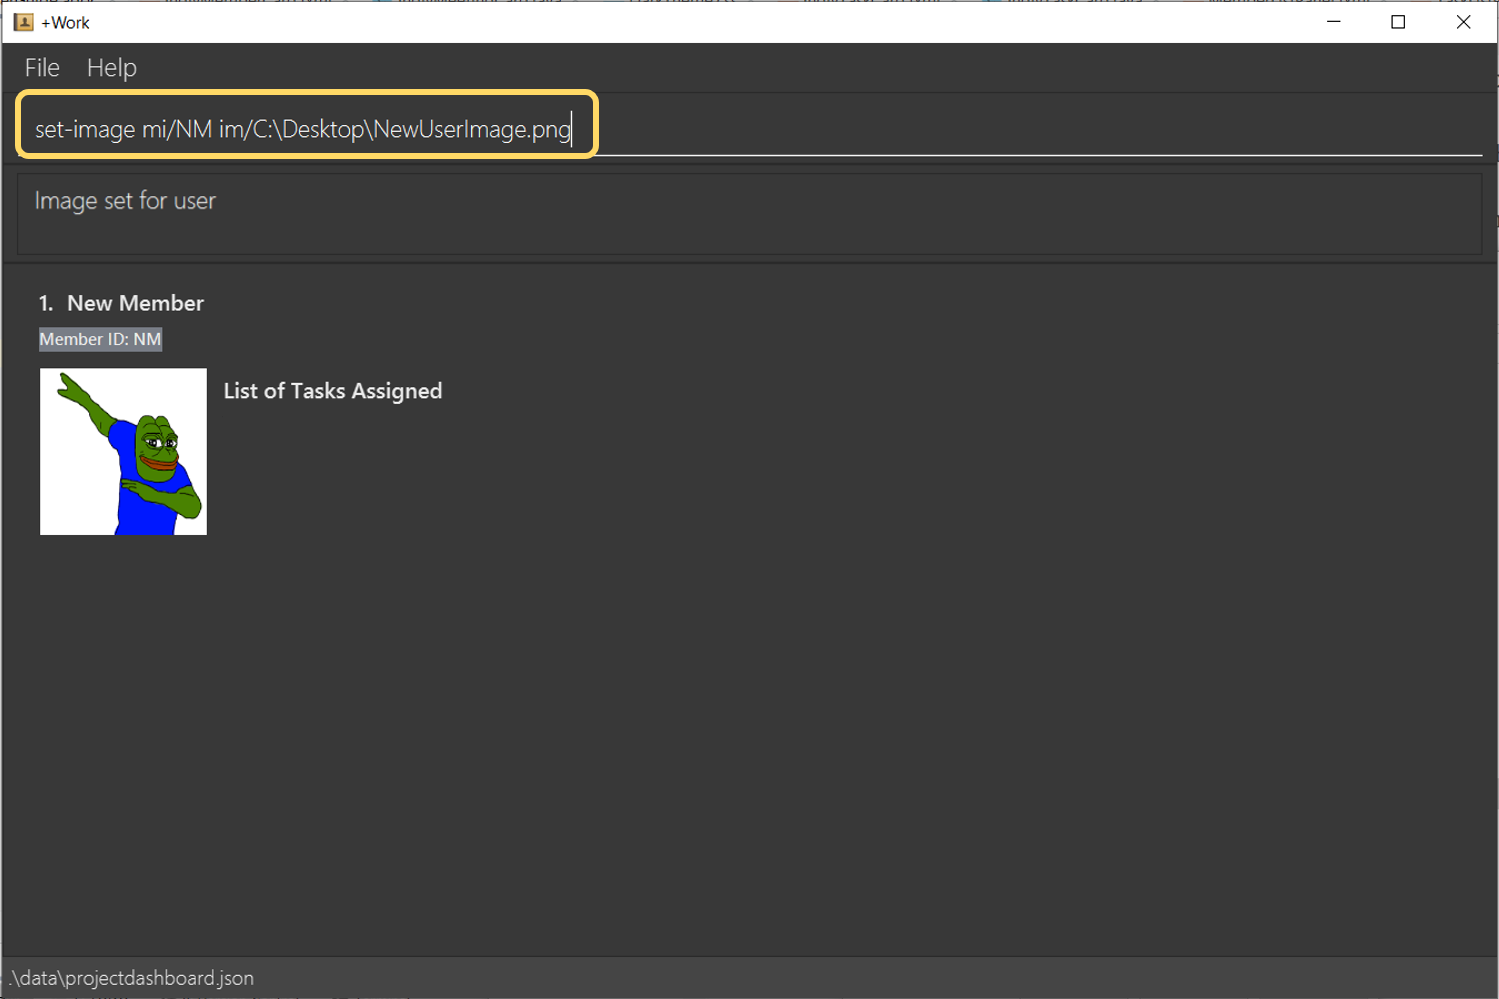 +Work
File Help
set-image mi/NM im/C:\Desktop\NewUserImage.png
Image set for user
1. New Member
Member ID: NM
List of Tasks Assigned
.\data\projectdashboard.json